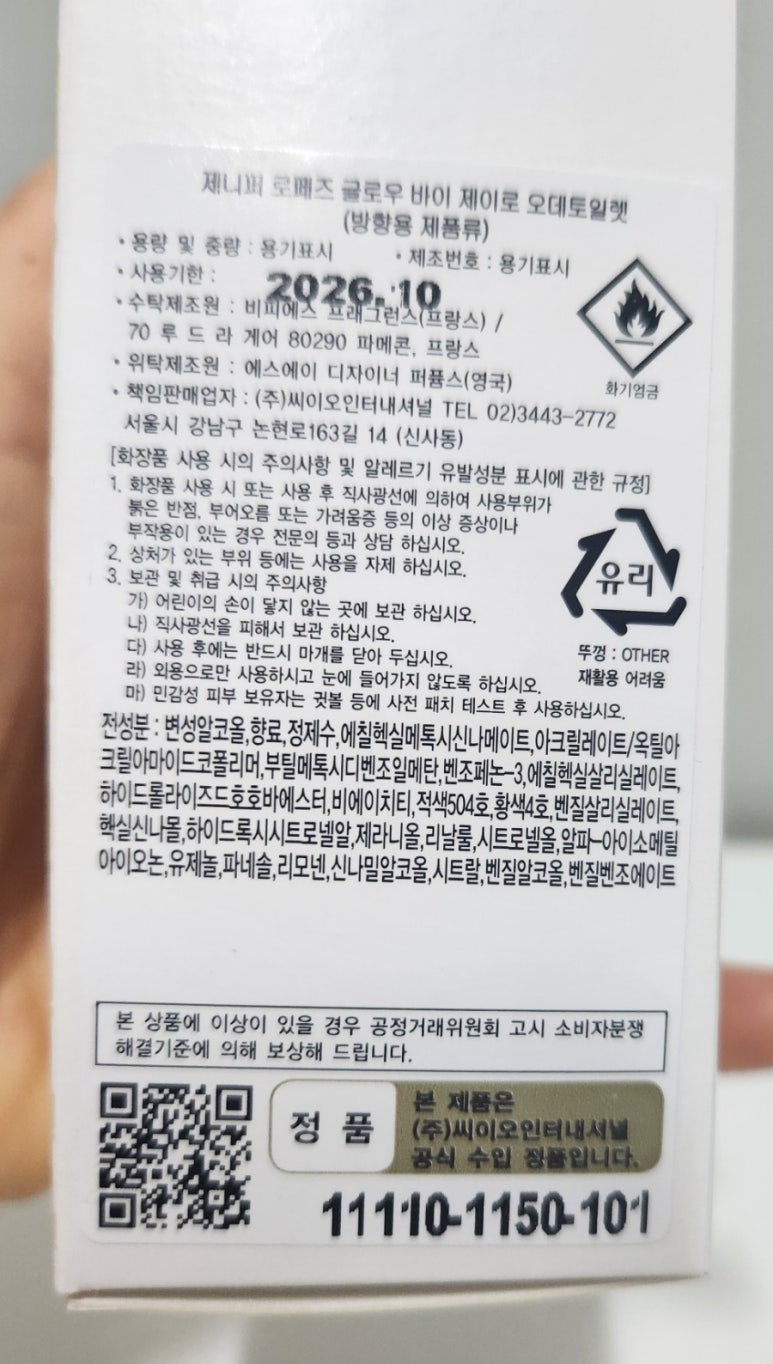 제니퍼 로페즈 글로우 바이 제이로 오데토일렛
(방향용 제품류)
• 용량 및 중량 : 용기표시 • 제조번호 : 용기표시
• 사용기한 : 2026. 10
• 수탁제조원 : 비피에스 프래그런스(프랑스) /
70 루 드 라 게어 80290 파메콘, 프랑스
• 위탁제조원 : 에스에이 디자이너 퍼퓸스(영국)
• 책임판매업자 : (주)씨이오인터내셔널 TEL 02)3443-2772
서울시 강남구 논현로163길 14 (신사동)
화기엄금
[화장품 사용 시의 주의사항 및 알레르기 유발성분 표시에 관한 규정]
1. 화장품 사용 시 또는 사용 후 직사광선에 의하여 사용부위가
붉은 반점, 부어오름 또는 가려움증 등의 이상 증상이나
부작용이 있는 경우 전문의 등과 상담 하십시오.
2. 상처가 있는 부위 등에는 사용을 자제 하십시오.
3. 보관 및 취급 시의 주의사항
가) 어린이의 손이 닿지 않는 곳에 보관 하십시오.
나) 직사광선을 피해서 보관 하십시오.
다) 사용 후에는 반드시 마개를 닫아 두십시오.
라) 외용으로만 사용하시고 눈에 들어가지 않도록 하십시오.
마) 민감성 피부 보유자는 귓볼 등에 사전 패치 테스트 후 사용하십시오.
유리
뚜껑 : OTHER
재활용 어려움
전성분 : 변성알코올,향료,정제수,에칠헥실메톡시신나메이트,아크릴레이트/옥틸아
크릴아마이드코폴리머,부틸메톡시디벤조일메탄,벤조페논-3,에칠헥실살리실레이트,
하이드롤라이즈드호호바에스터,비에이치티,적색504호,황색4호,벤질살리실레이트,
헥실신나몰,하이드록시시트로넬알,제라니올,리날룰,시트로넬올,알파-아이소메틸
아이오논,유제놀,파네솔,리모넨,신나밀알코올,시트랄,벤질알코올,벤질벤조에이트
본 상품에 이상이 있을 경우 공정거래위원회 고시 소비자분쟁
해결기준에 의해 보상해 드립니다.
정 품
본 제품은
(주)씨이오인터내셔널
공식 수입 정품입니다.
11110-1150-101